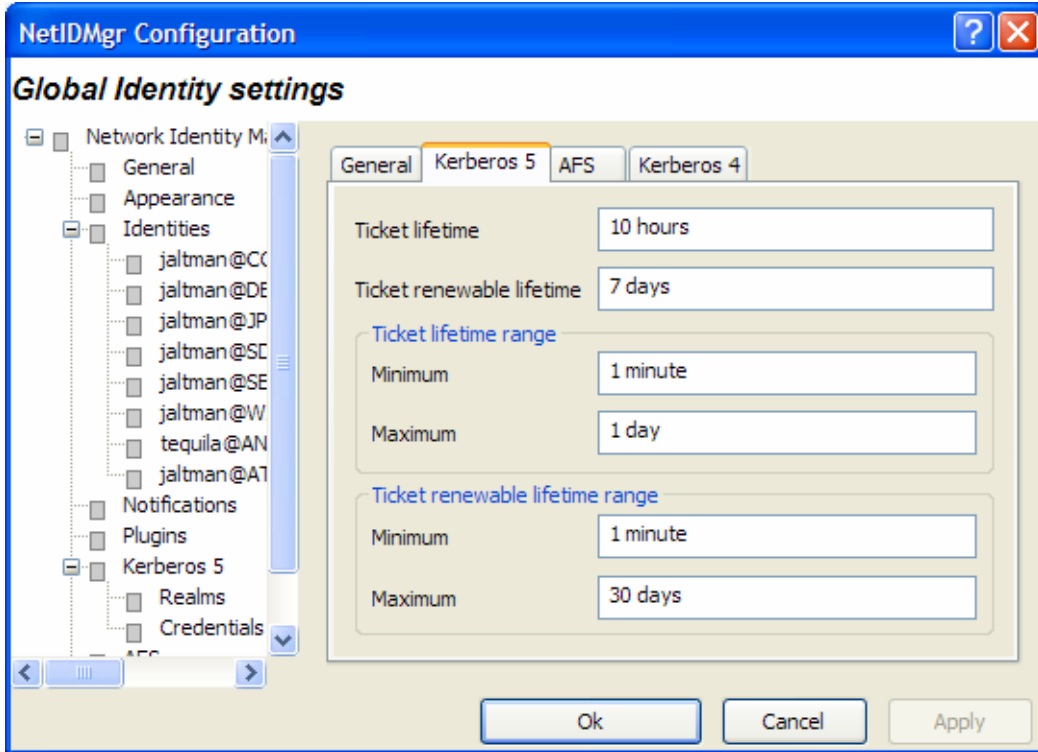 NetIDMgr Configuration
Global Identity settings
Network Identity M
General
Appearance
Identities
jaltman@CC
jaltman@DE
jaltman@JP
jaltman@SD
jaltman@SE
jaltman@W
tequila@AN
jaltman@AT
Notifications
Plugins
Kerberos 5
Realms
Credentials
AFS
General
Kerberos 5
AFS
Kerberos 4
Ticket lifetime
10 hours
Ticket renewable lifetime
7 days
Ticket lifetime range
Minimum
1 minute
Maximum
1 day
Ticket renewable lifetime range
Minimum
1 minute
Maximum
30 days
Ok
Cancel
Apply